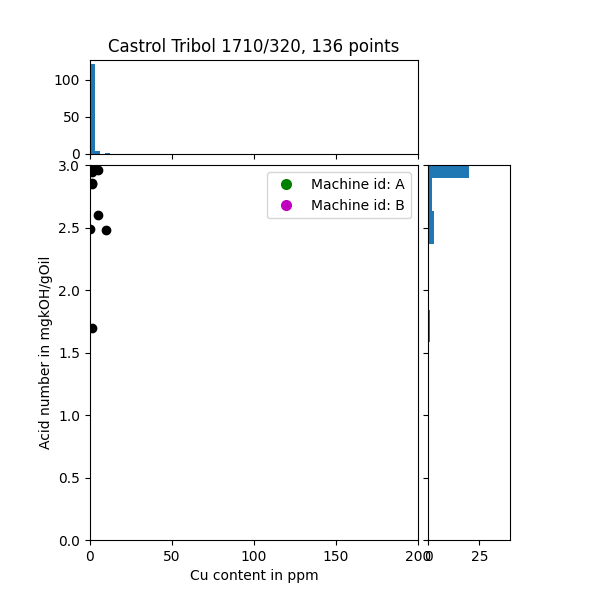 Castrol Tribol 1710/320, 136 points
100
50
0
3.0
2.5
2.0
1.5
1.0
0.5
0.0
Acid number in mgkOH/gOil
Machine id: A
Machine id: B
0 50 100 150 200
Cu content in ppm
0 25